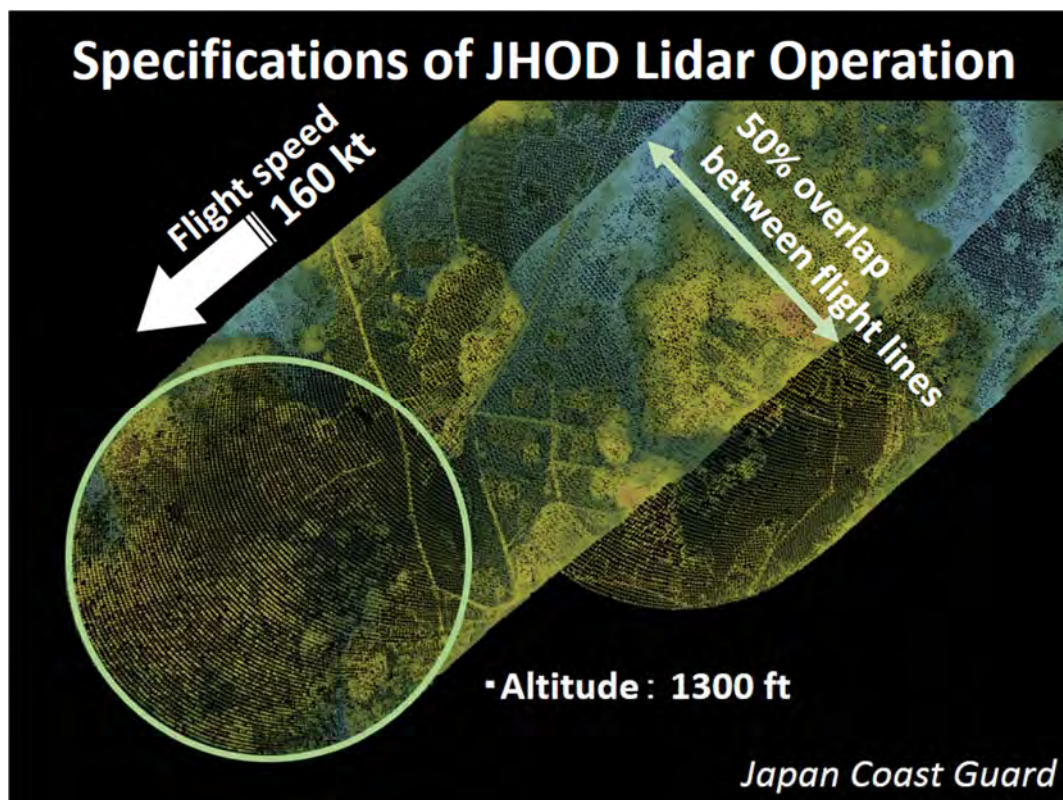 Specifications of JHOD Lidar Operation
Flight speed
160 kt
50% overlap
between flight lines
▪Altitude： 1300 ft
Japan Coast Guard